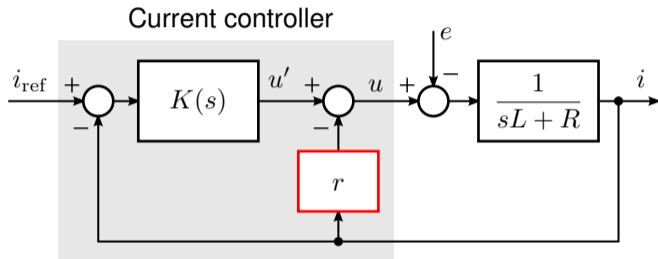 Current controller
e
i_ref + K(s) u′ + u + − 1/(sL + R) i
− −
r